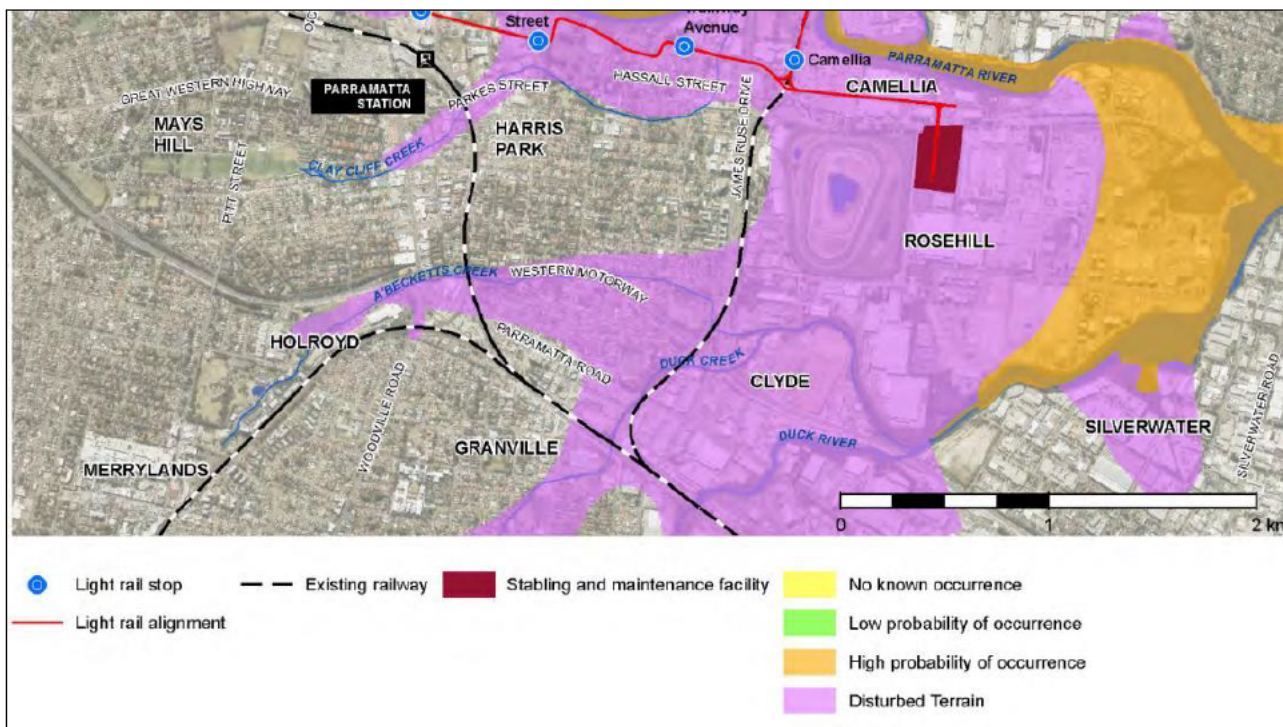 Street
Avenue
Camellia
PARRAMATTA RIVER
CAMELLIA
HASSALL STREET
PARKES STREET
GREAT WESTERN HIGHWAY
PARRAMATTA
STATION
MAYS
HILL
HARRIS
PARK
JAMES RUSE DRIVE
CLAY CLIFF CREEK
PITT STREET
ROSEHILL
A'BECKETTS CREEK
WESTERN MOTORWAY
HOLROYD
PARRAMATTA ROAD
DUCK CREEK
CLYDE
WOODVILLE ROAD
GRANVILLE
DUCK RIVER
SILVERWATER
SILVERWATER ROAD
MERRYLANDS
0 1 2 km
Light rail stop
Existing railway
Stabling and maintenance facility
No known occurrence
Light rail alignment
Low probability of occurrence
High probability of occurrence
Disturbed Terrain